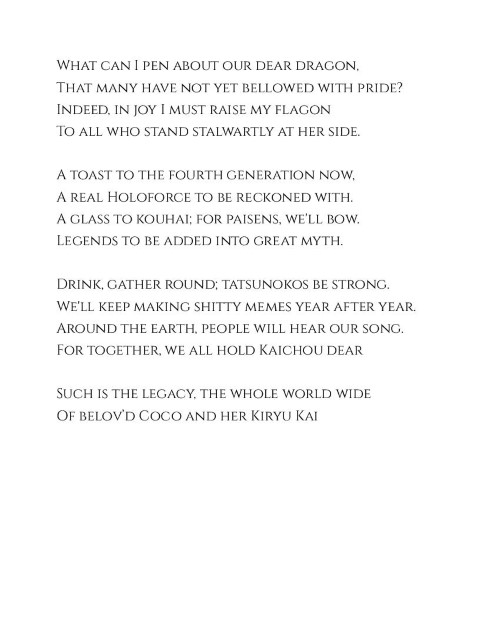 What can I pen about our dear dragon,
That many have not yet bellowed with pride?
Indeed, in joy I must raise my flagon
To all who stand stalwartly at her side.
A toast to the fourth generation now,
A real Holoforce to be reckoned with.
A glass to kouhai; for paisens, we'll bow.
Legends to be added into great myth.
Drink, gather round; tatsunokos be strong.
We'll keep making shitty memes year after year.
Around the earth, people will hear our song.
For together, we all hold Kaichou dear
Such is the legacy, the whole world wide
Of belov'd Coco and her Kiryu Kai